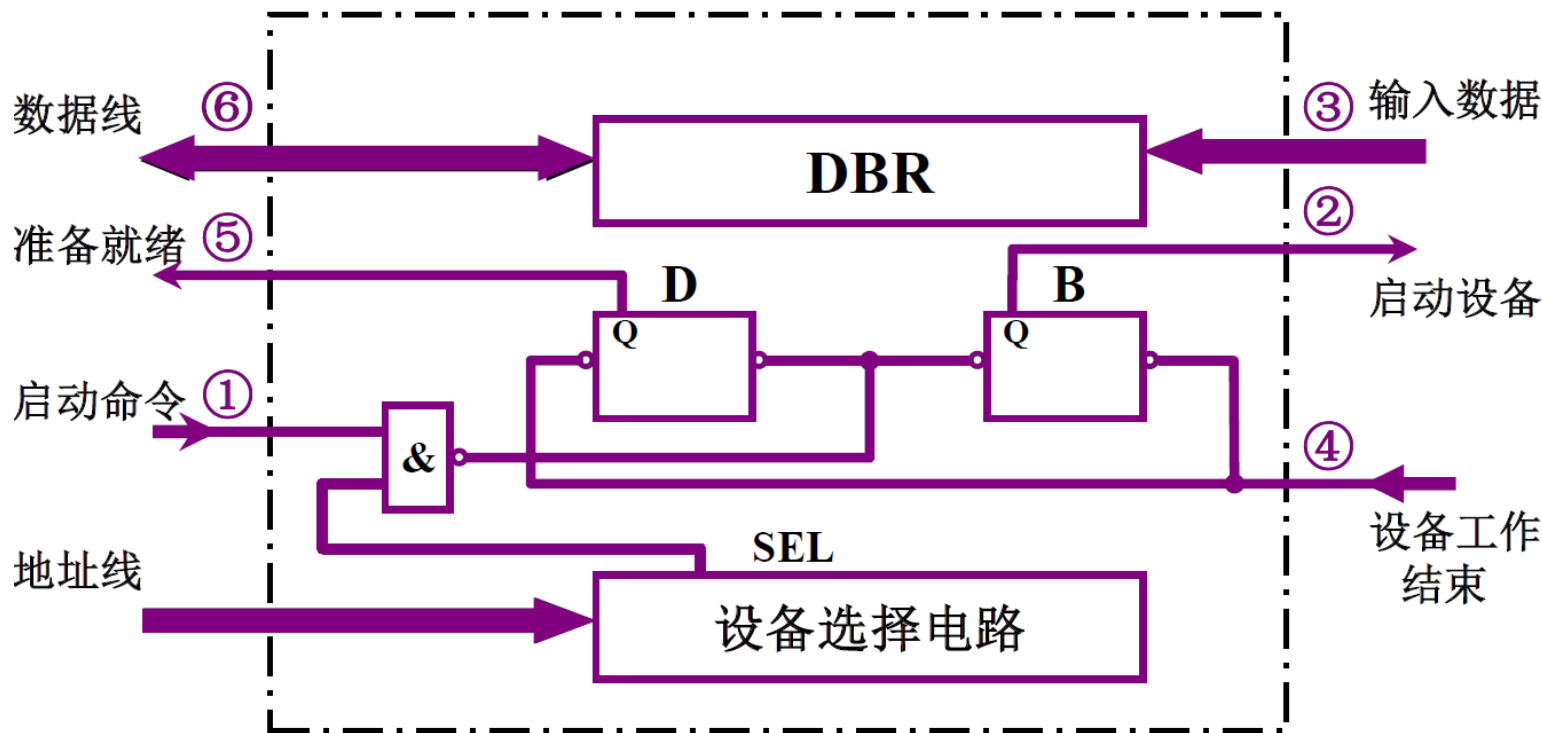 数据线 ⑥
DBR
③ 输入数据
准备就绪 ⑤
②
启动设备
D
B
Q
Q
启动命令 ①
&
④
设备工作
结束
SEL
地址线
设备选择电路